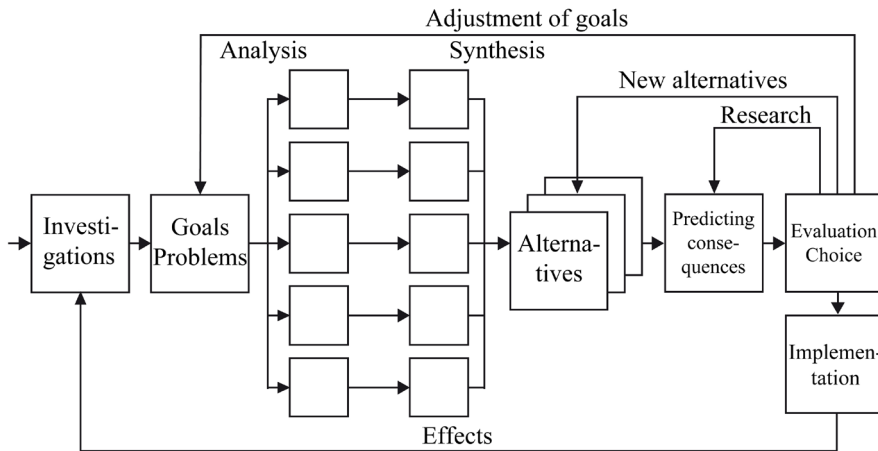 Adjustment of goals
Analysis
Synthesis
New alternatives
Research
Investi-
gations
Goals
Problems
Alterna-
tives
Predicting
conse-
quences
Evaluation
Choice
Implemen-
tation
Effects